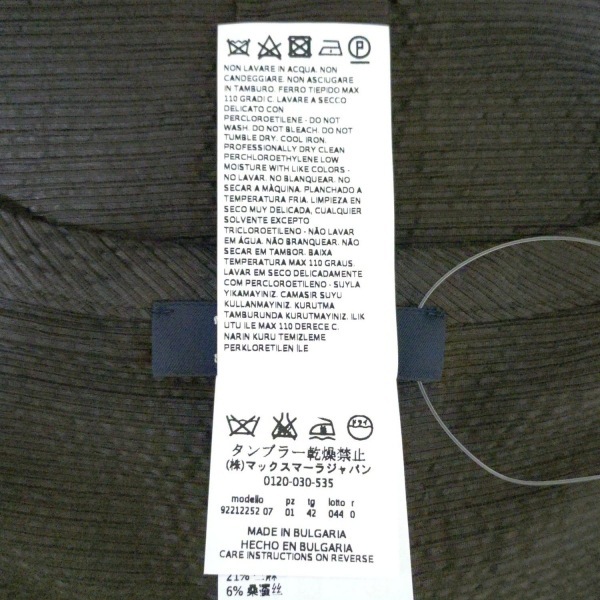 NON LAVARE IN ACQUA. NON
CANDEGGIARE. NON ASCIUGARE
IN TAMBURO. FERRO TIEPIDO MAX
110 GRADI C. LAVARE A SECCO
DELICATO CON
PERCLOROETILENE - DO NOT
WASH. DO NOT BLEACH. DO NOT
TUMBLE DRY. COOL IRON.
PROFESSIONALLY DRY CLEAN
PERCHLOROETHYLENE LOW
MOISTURE WITH LIKE COLORS -
NO LAVAR. NO BLANQUEAR. NO
SECAR A MÀQUINA. PLANCHADO A
TEMPERATURA FRIA. LIMPIEZA EN
SECO MUY DELICADA, CUALQUIER
SOLVENTE EXCEPTO
TRICLOROETILENO - NÃO LAVAR
EM ÁGUA. NÃO BRANQUEAR. NÃO
SECAR EM TAMBOR. BAIXA
TEMPERATURA MAX 110 GRAUS.
LAVAR EM SECO DELICADAMENTE
COM PERCLOROETILENO - SUYLA
YIKAMAYINIZ. CAMASIR SUYU
KULLANMAYINIZ. KURUTMA
TAMBURUNDA KURUTMAYINIZ. ILIK
UTU ILE MAX 110 DERECE C.
NARIN KURU TEMIZLEME
PERKLORETILEN ILE
ドライ
タンブラー乾燥禁止
(株)マックスマーラジャパン
0120-030-535
modello pz tg lotto r
92212252 07 01 42 044 0
MADE IN BULGARIA
HECHO EN BULGARIA
CARE INSTRUCTIONS ON REVERSE
21%
6% 桑蚕丝